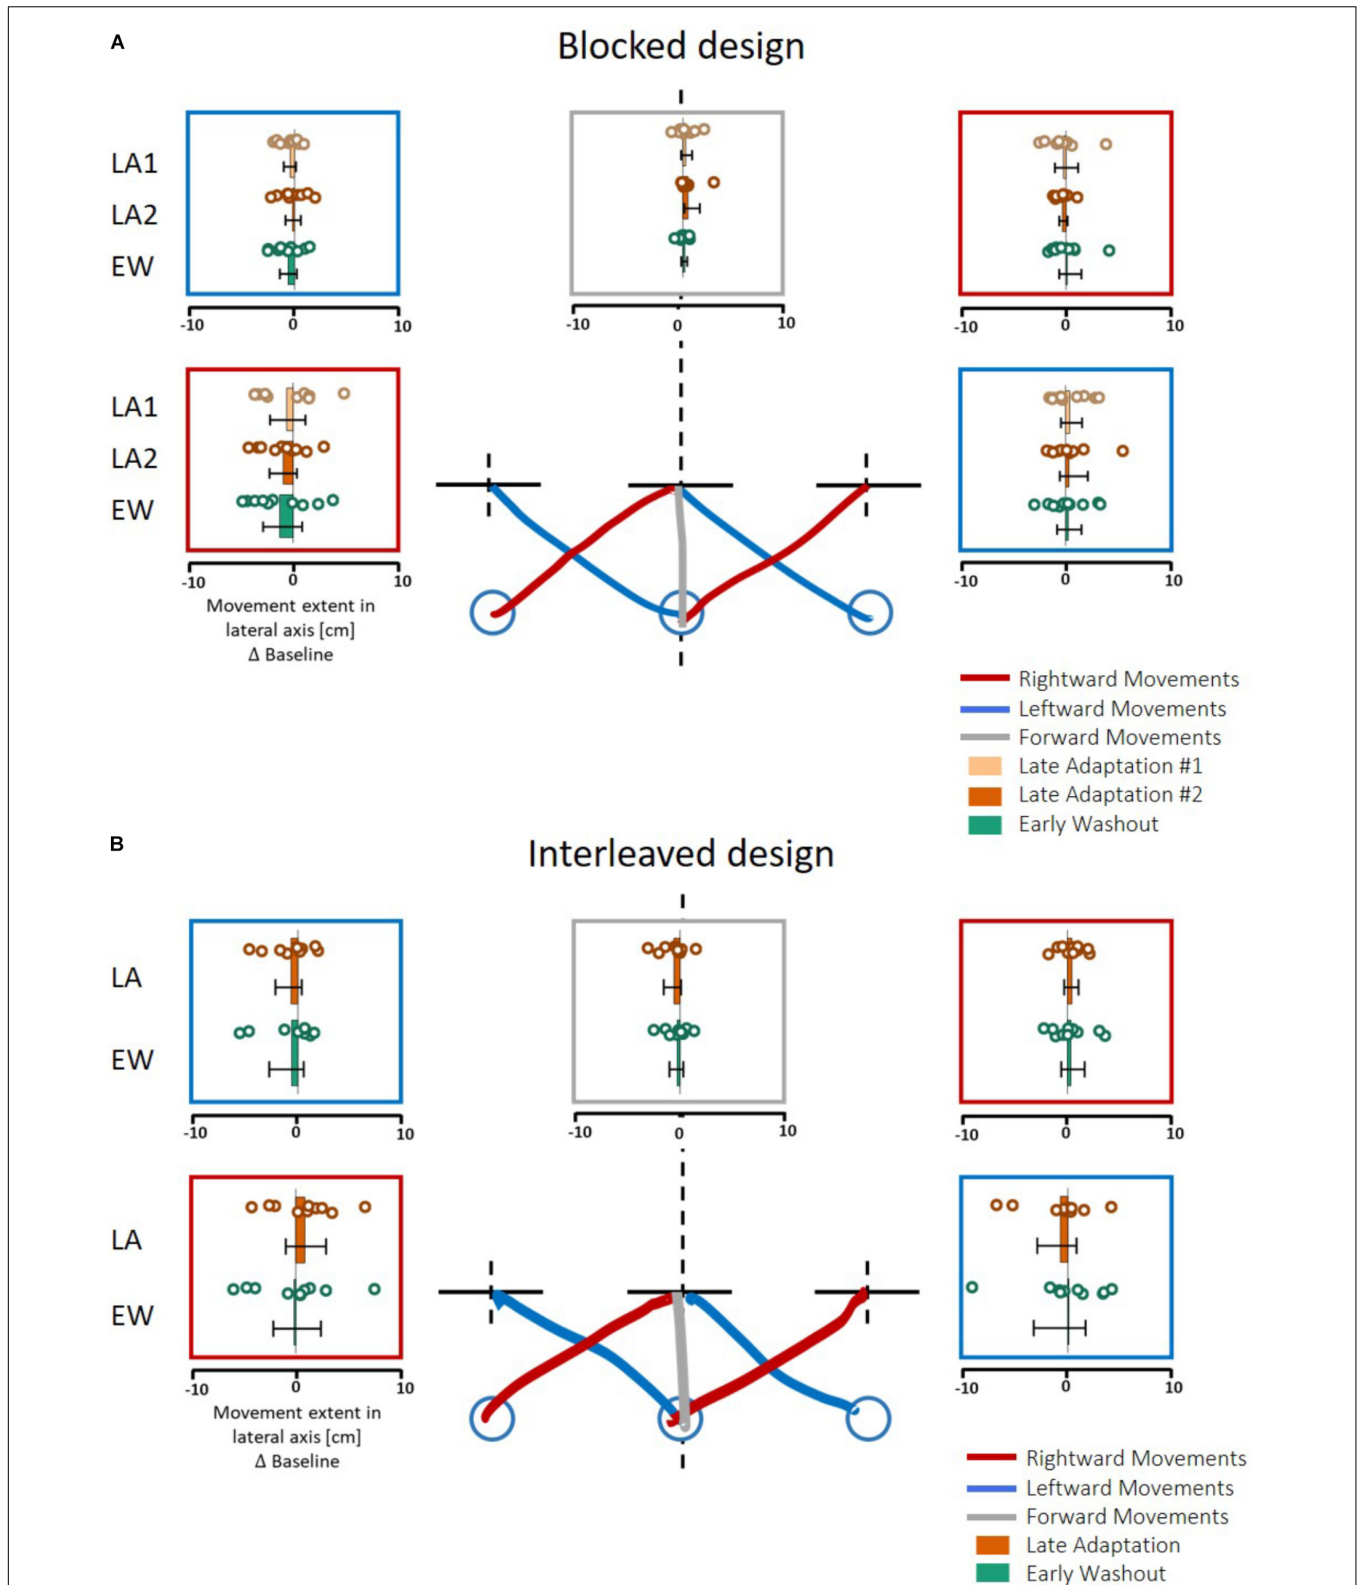 A
Blocked design
LA1
LA2
EW
-10 0 10
-10 0 10
-10 0 10
LA1
LA2
EW
-10 0 10
-10 0 10
Movement extent in
lateral axis [cm]
Δ Baseline
Rightward Movements
Leftward Movements
Forward Movements
Late Adaptation #1
Late Adaptation #2
Early Washout
B
Interleaved design
LA
EW
-10 0 10
-10 0 10
-10 0 10
LA
EW
-10 0 10
-10 0 10
Movement extent in
lateral axis [cm]
Δ Baseline
Rightward Movements
Leftward Movements
Forward Movements
Late Adaptation
Early Washout